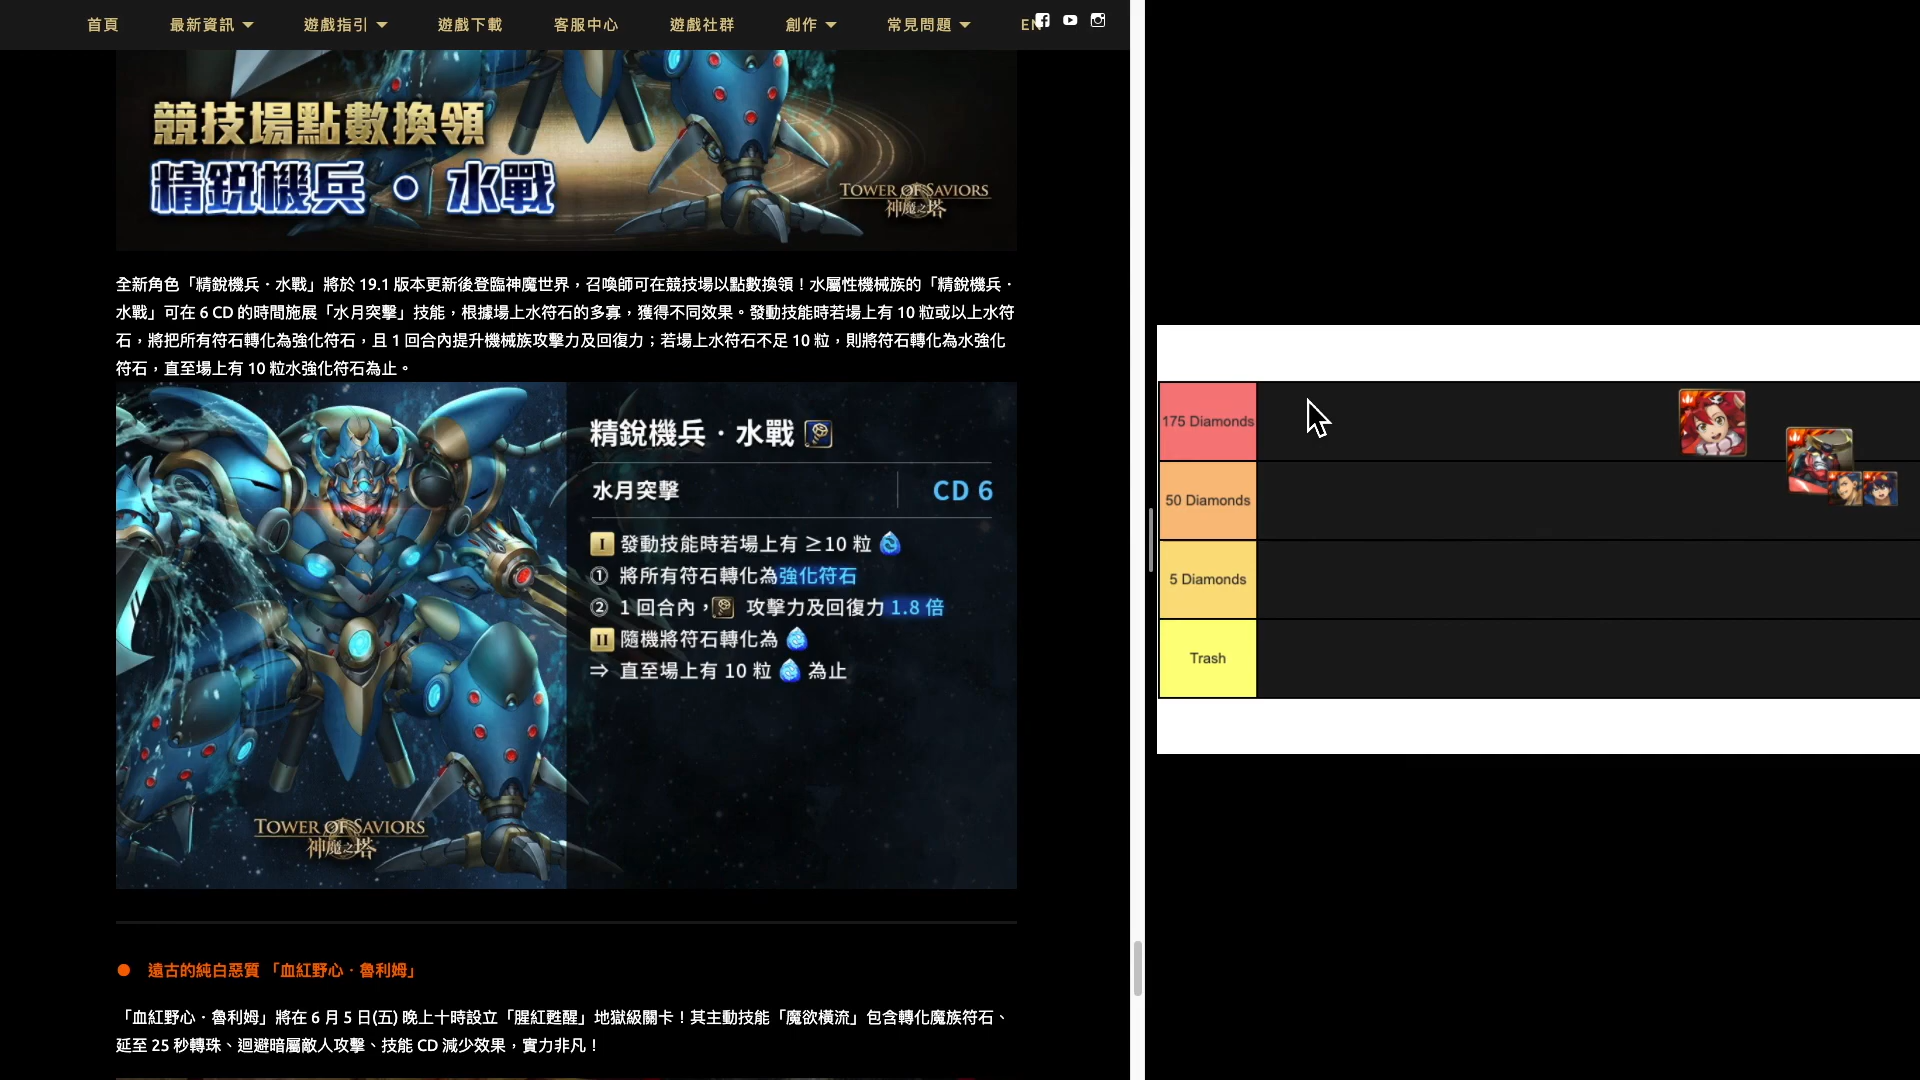 首頁
最新資訊
遊戲指引
遊戲下載
客服中心
遊戲社群
創作
常見問題
EN
競技場點數換領
精銳機兵 。 水戰
TOWER OF SAVIORS
神魔之塔
全新角色「精銳機兵．水戰」將於 19.1 版本更新後登臨神魔世界，召喚師可在競技場以點數換領！水屬性機械族的「精銳機兵．
水戰」可在 6 CD 的時間施展「水月突擊」技能，根據場上水符石的多寡，獲得不同效果。發動技能時若場上有 10 粒或以上水符
石，將把所有符石轉化為強化符石，且 1 回合內提升機械族攻擊力及回復力；若場上水符石不足 10 粒，則將符石轉化為水強化
符石，直至場上有 10 粒水強化符石為止。
精銳機兵．水戰
水月突擊
CD 6
I 發動技能時若場上有 ≥10 粒
① 將所有符石轉化為強化符石
② 1 回合內， 攻擊力及回復力 1.8 倍
II 隨機將符石轉化為
⇒ 直至場上有 10 粒 為止
TOWER OF SAVIORS
神魔之塔
● 遠古的純白惡質 「血紅野心．魯利姆」
「血紅野心．魯利姆」將在 6 月 5 日(五) 晚上十時設立「腥紅甦醒」地獄級關卡！其主動技能「魔欲橫流」包含轉化魔族符石、
延至 25 秒轉珠、迴避暗屬敵人攻擊、技能 CD 減少效果，實力非凡！
175 Diamonds
50 Diamonds
5 Diamonds
Trash